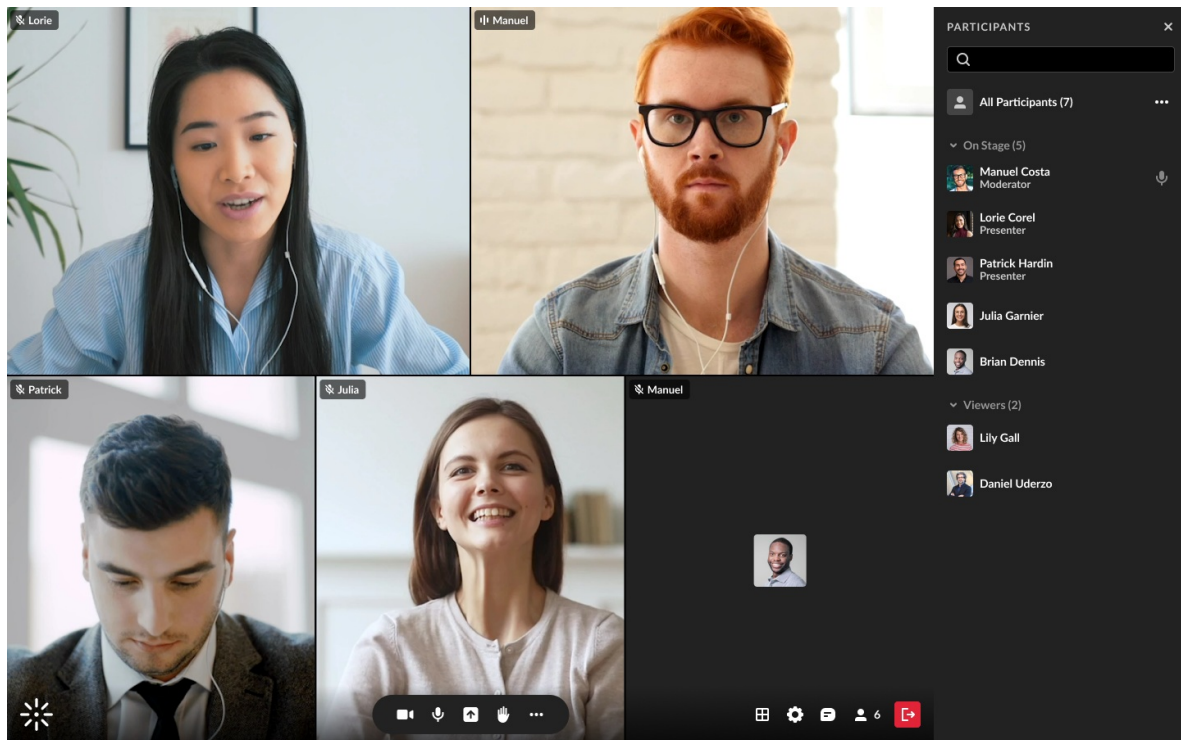 Lorie
Manuel
PARTICIPANTS
All Participants (7)
On Stage (5)
Manuel Costa
Moderator
Lorie Corel
Presenter
Patrick Hardin
Presenter
Julia Garnier
Brian Dennis
Viewers (2)
Lily Gall
Daniel Uderzo
Patrick
Julia
Manuel
6